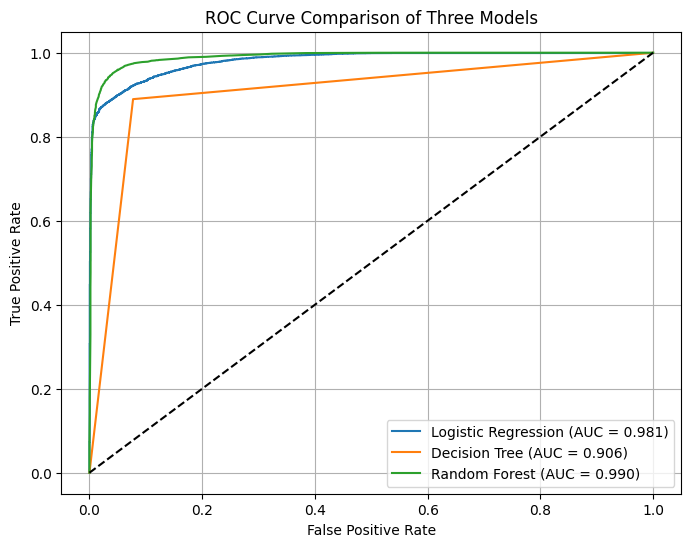 ROC Curve Comparison of Three Models
True Positive Rate
1.0
0.8
0.6
0.4
0.2
0.0
0.0 0.2 0.4 0.6 0.8 1.0
False Positive Rate
Logistic Regression (AUC = 0.981)
Decision Tree (AUC = 0.906)
Random Forest (AUC = 0.990)